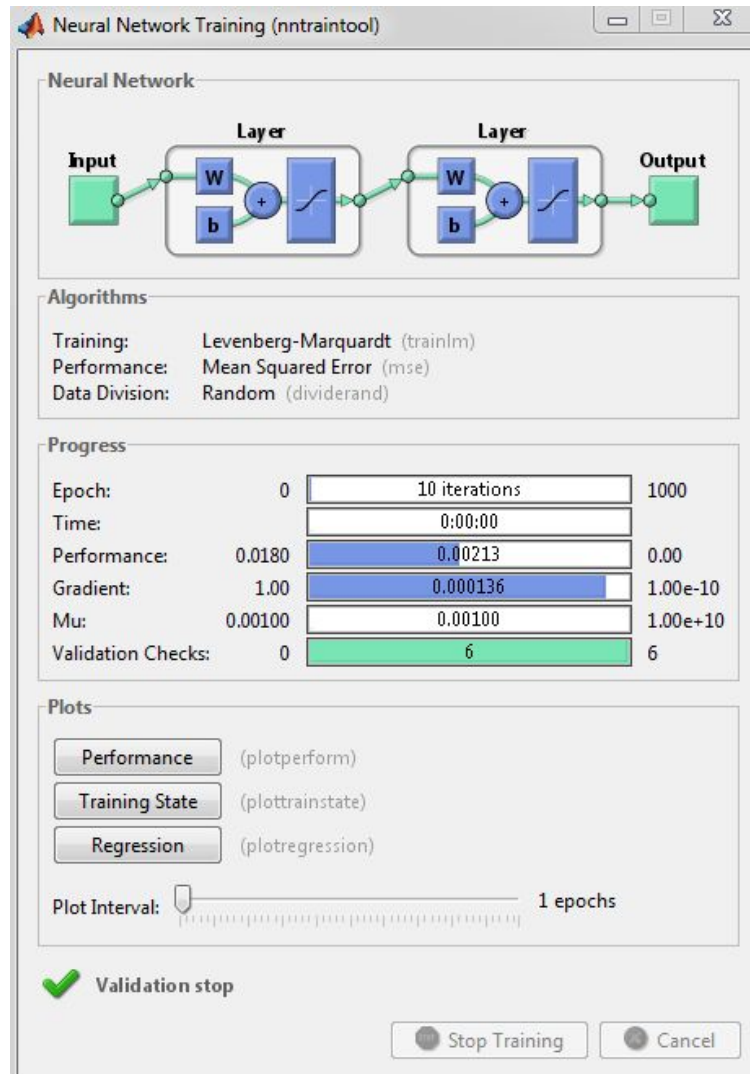 Neural Network Training (nntraintool)
Neural Network
Layer Layer
Input Output
W W
+ +
b b
Algorithms
Training: Levenberg-Marquardt (trainlm)
Performance: Mean Squared Error (mse)
Data Division: Random (dividerand)
Progress
Epoch: 0 10 iterations 1000
Time: 0:00:00
Performance: 0.0180 0.00213 0.00
Gradient: 1.00 0.000136 1.00e-10
Mu: 0.00100 0.00100 1.00e+10
Validation Checks: 0 6 6
Plots
Performance (plotperform)
Training State (plottrainstate)
Regression (plotregression)
Plot Interval: 1 epochs
Validation stop
Stop Training Cancel